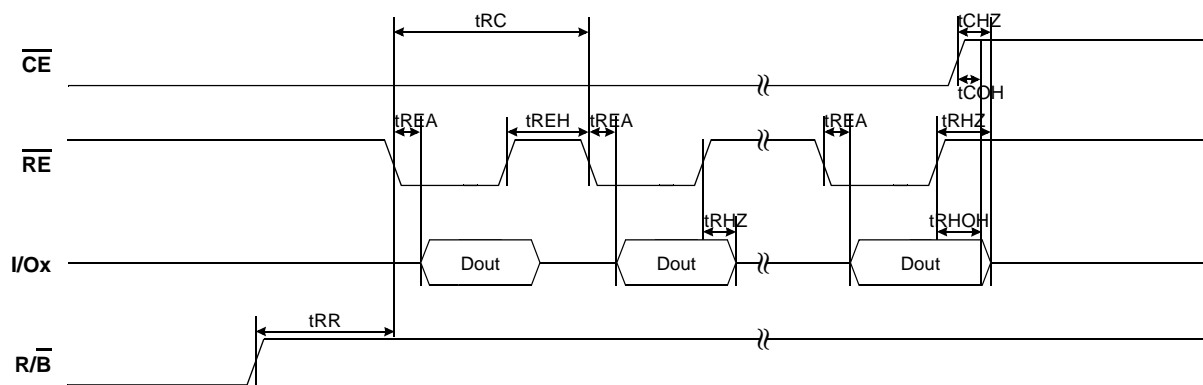 tRC
tCHZ
CE
tCOH
tREA
tREH
tREA
tREA
tRHZ
RE
tRHZ
tRHOH
I/Ox
Dout
Dout
Dout
tRR
R/B